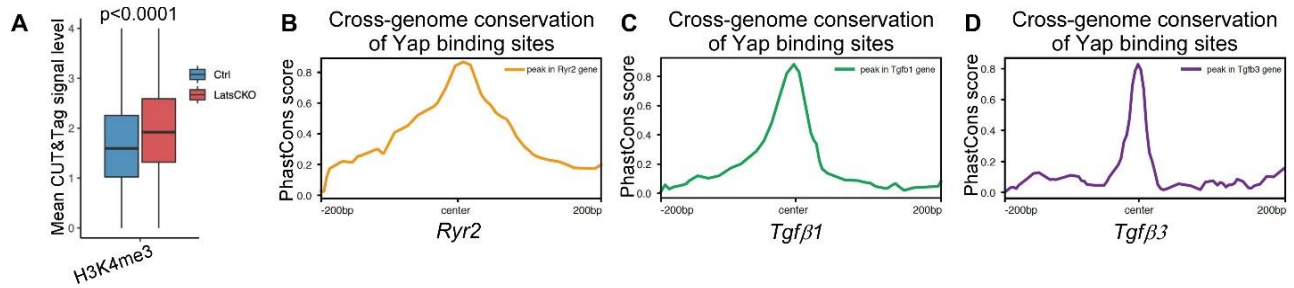 A
p<0.0001
Mean CUT&Tag signal level
4
3
2
1
0
Ctrl
LatsCKO
H3K4me3
B
Cross-genome conservation
of Yap binding sites
PhastCons score
0.8
0.6
0.4
0.2
0.0
peak in Ryr2 gene
-200bp
center
200bp
Ryr2
C
Cross-genome conservation
of Yap binding sites
PhastCons score
0.8
0.6
0.4
0.2
0.0
peak in Tgfb1 gene
-200bp
center
200bp
Tgfβ1
D
Cross-genome conservation
of Yap binding sites
PhastCons score
0.8
0.6
0.4
0.2
0.0
peak in Tgfb3 gene
-200bp
center
200bp
Tgfβ3